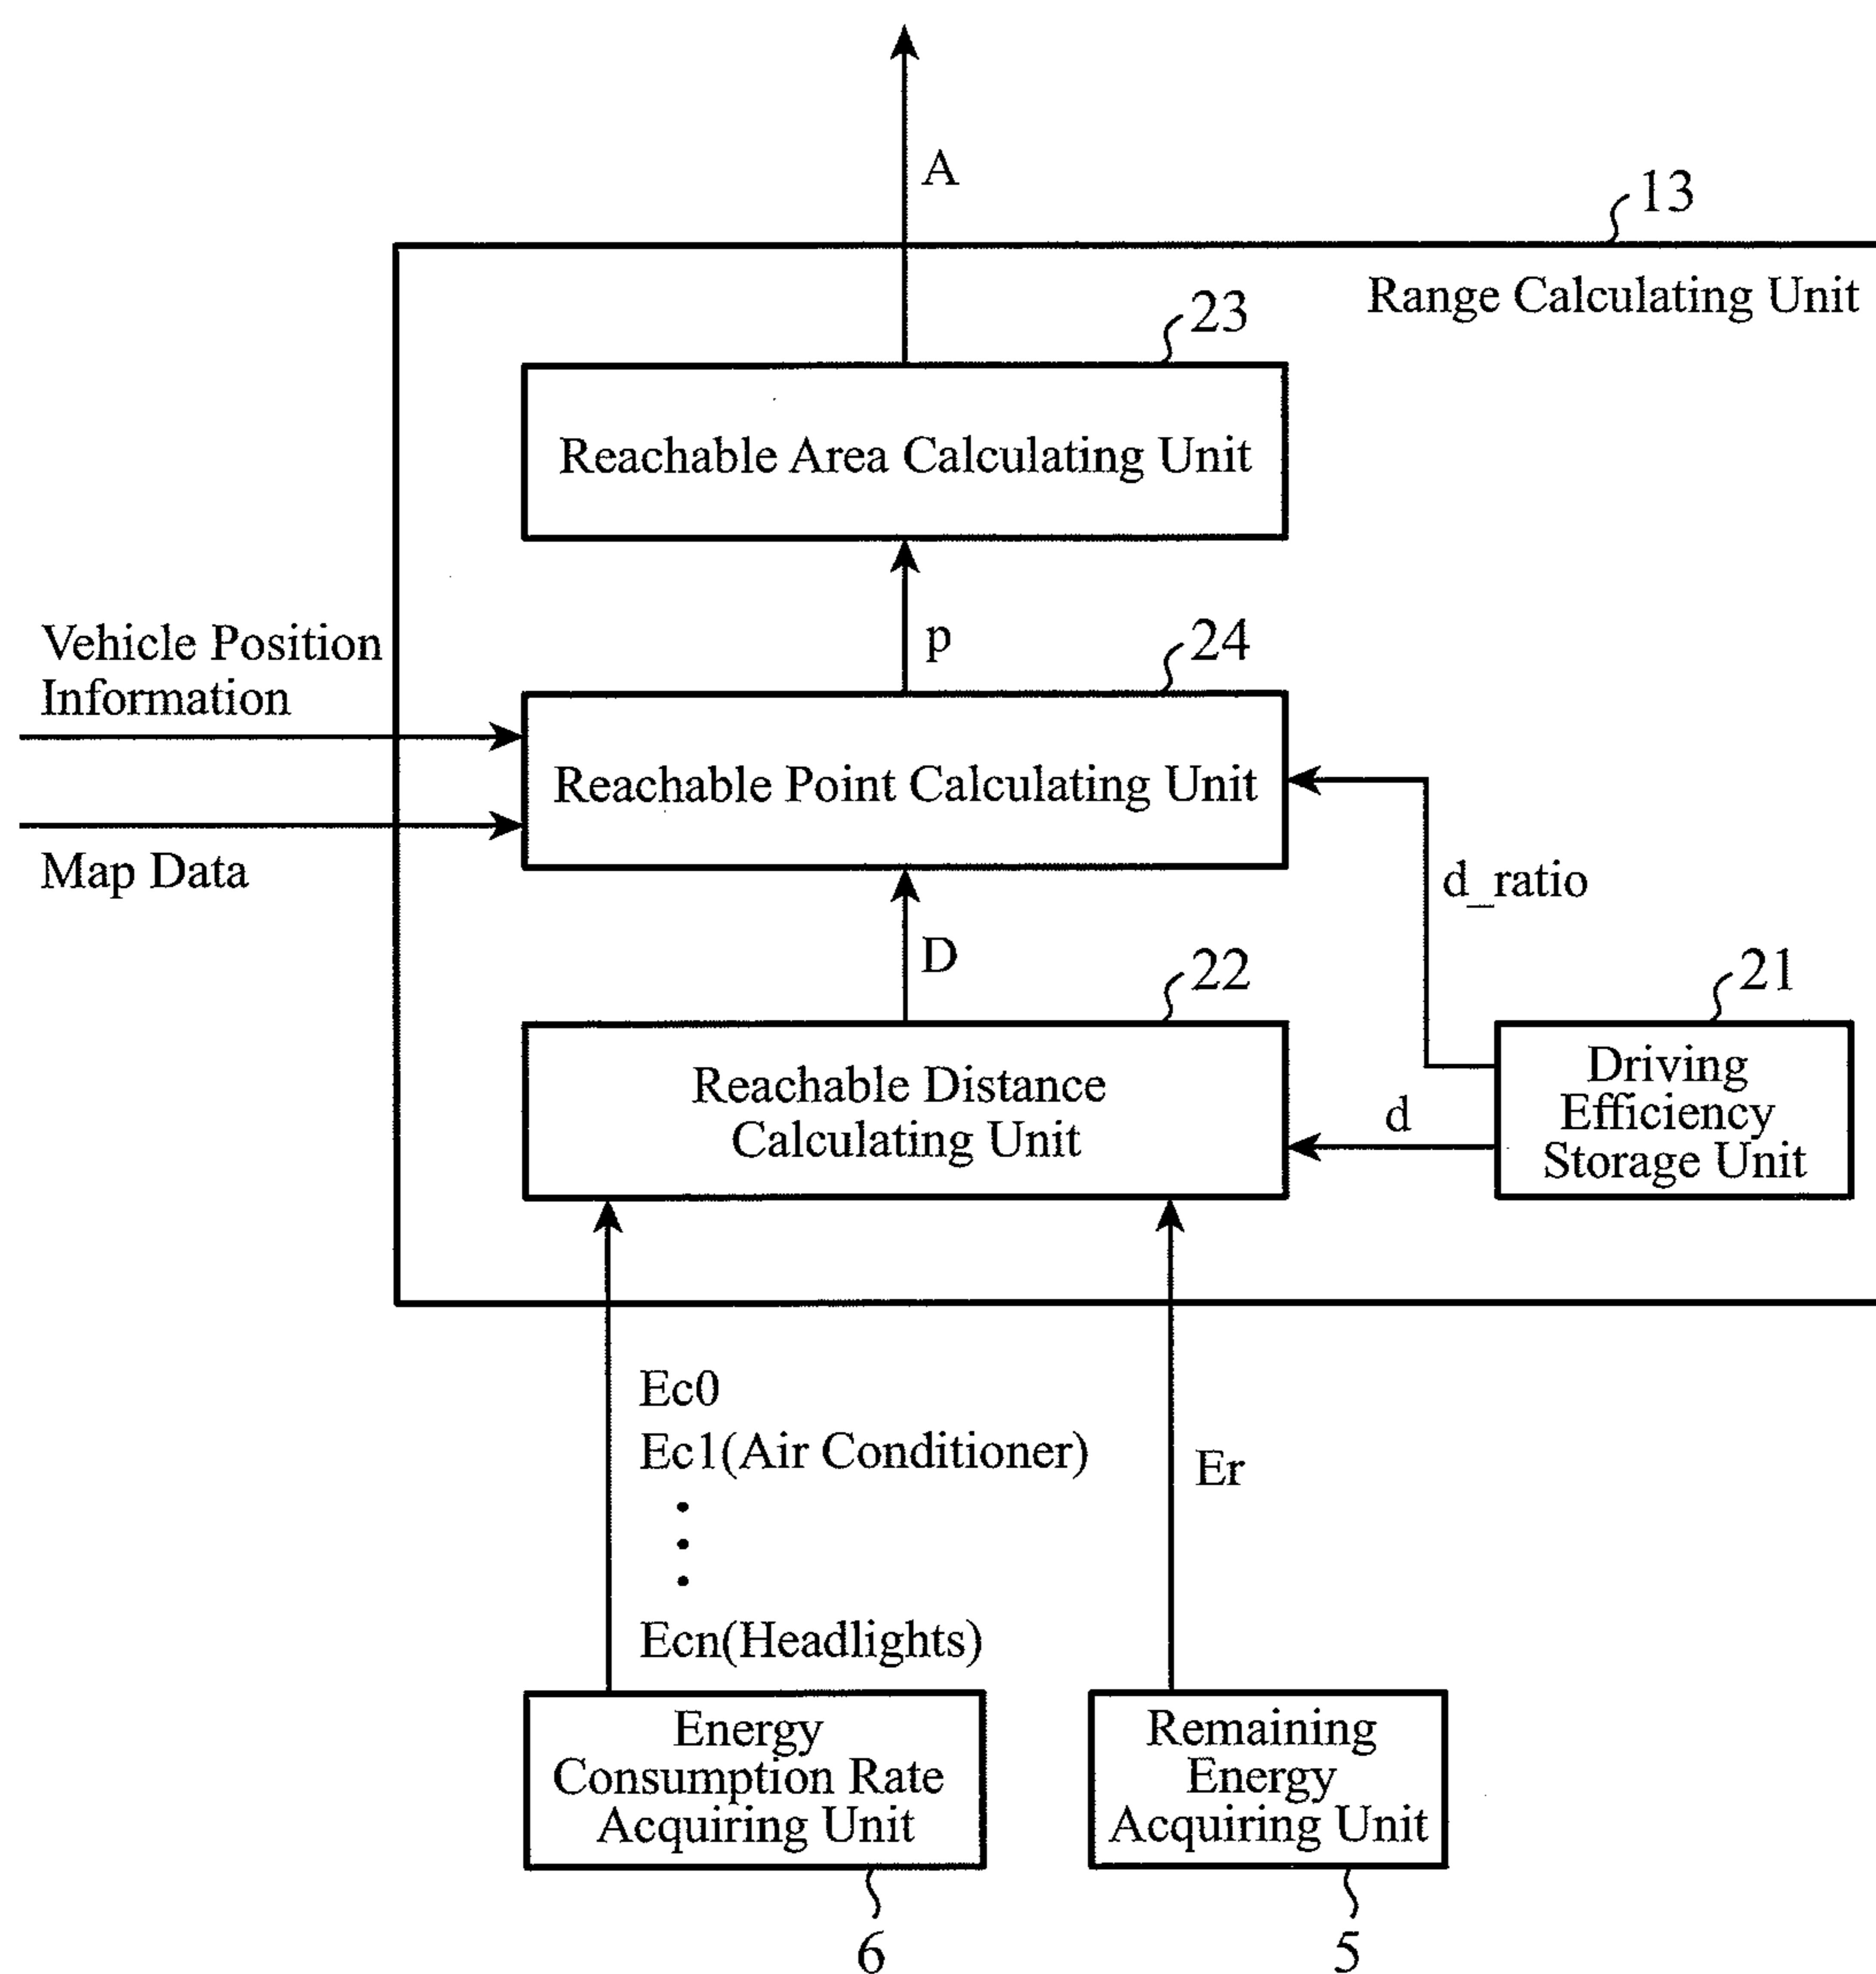 A
13
Range Calculating Unit
23
Reachable Area Calculating Unit
p
24
Vehicle Position
Information
Reachable Point Calculating Unit
Map Data
d_ratio
D
22
21
Reachable Distance
Calculating Unit
d
Driving
Efficiency
Storage Unit
Ec0
Ec1(Air Conditioner)
Ecn(Headlights)
Er
Energy
Consumption Rate
Acquiring Unit
Remaining
Energy
Acquiring Unit
6
5